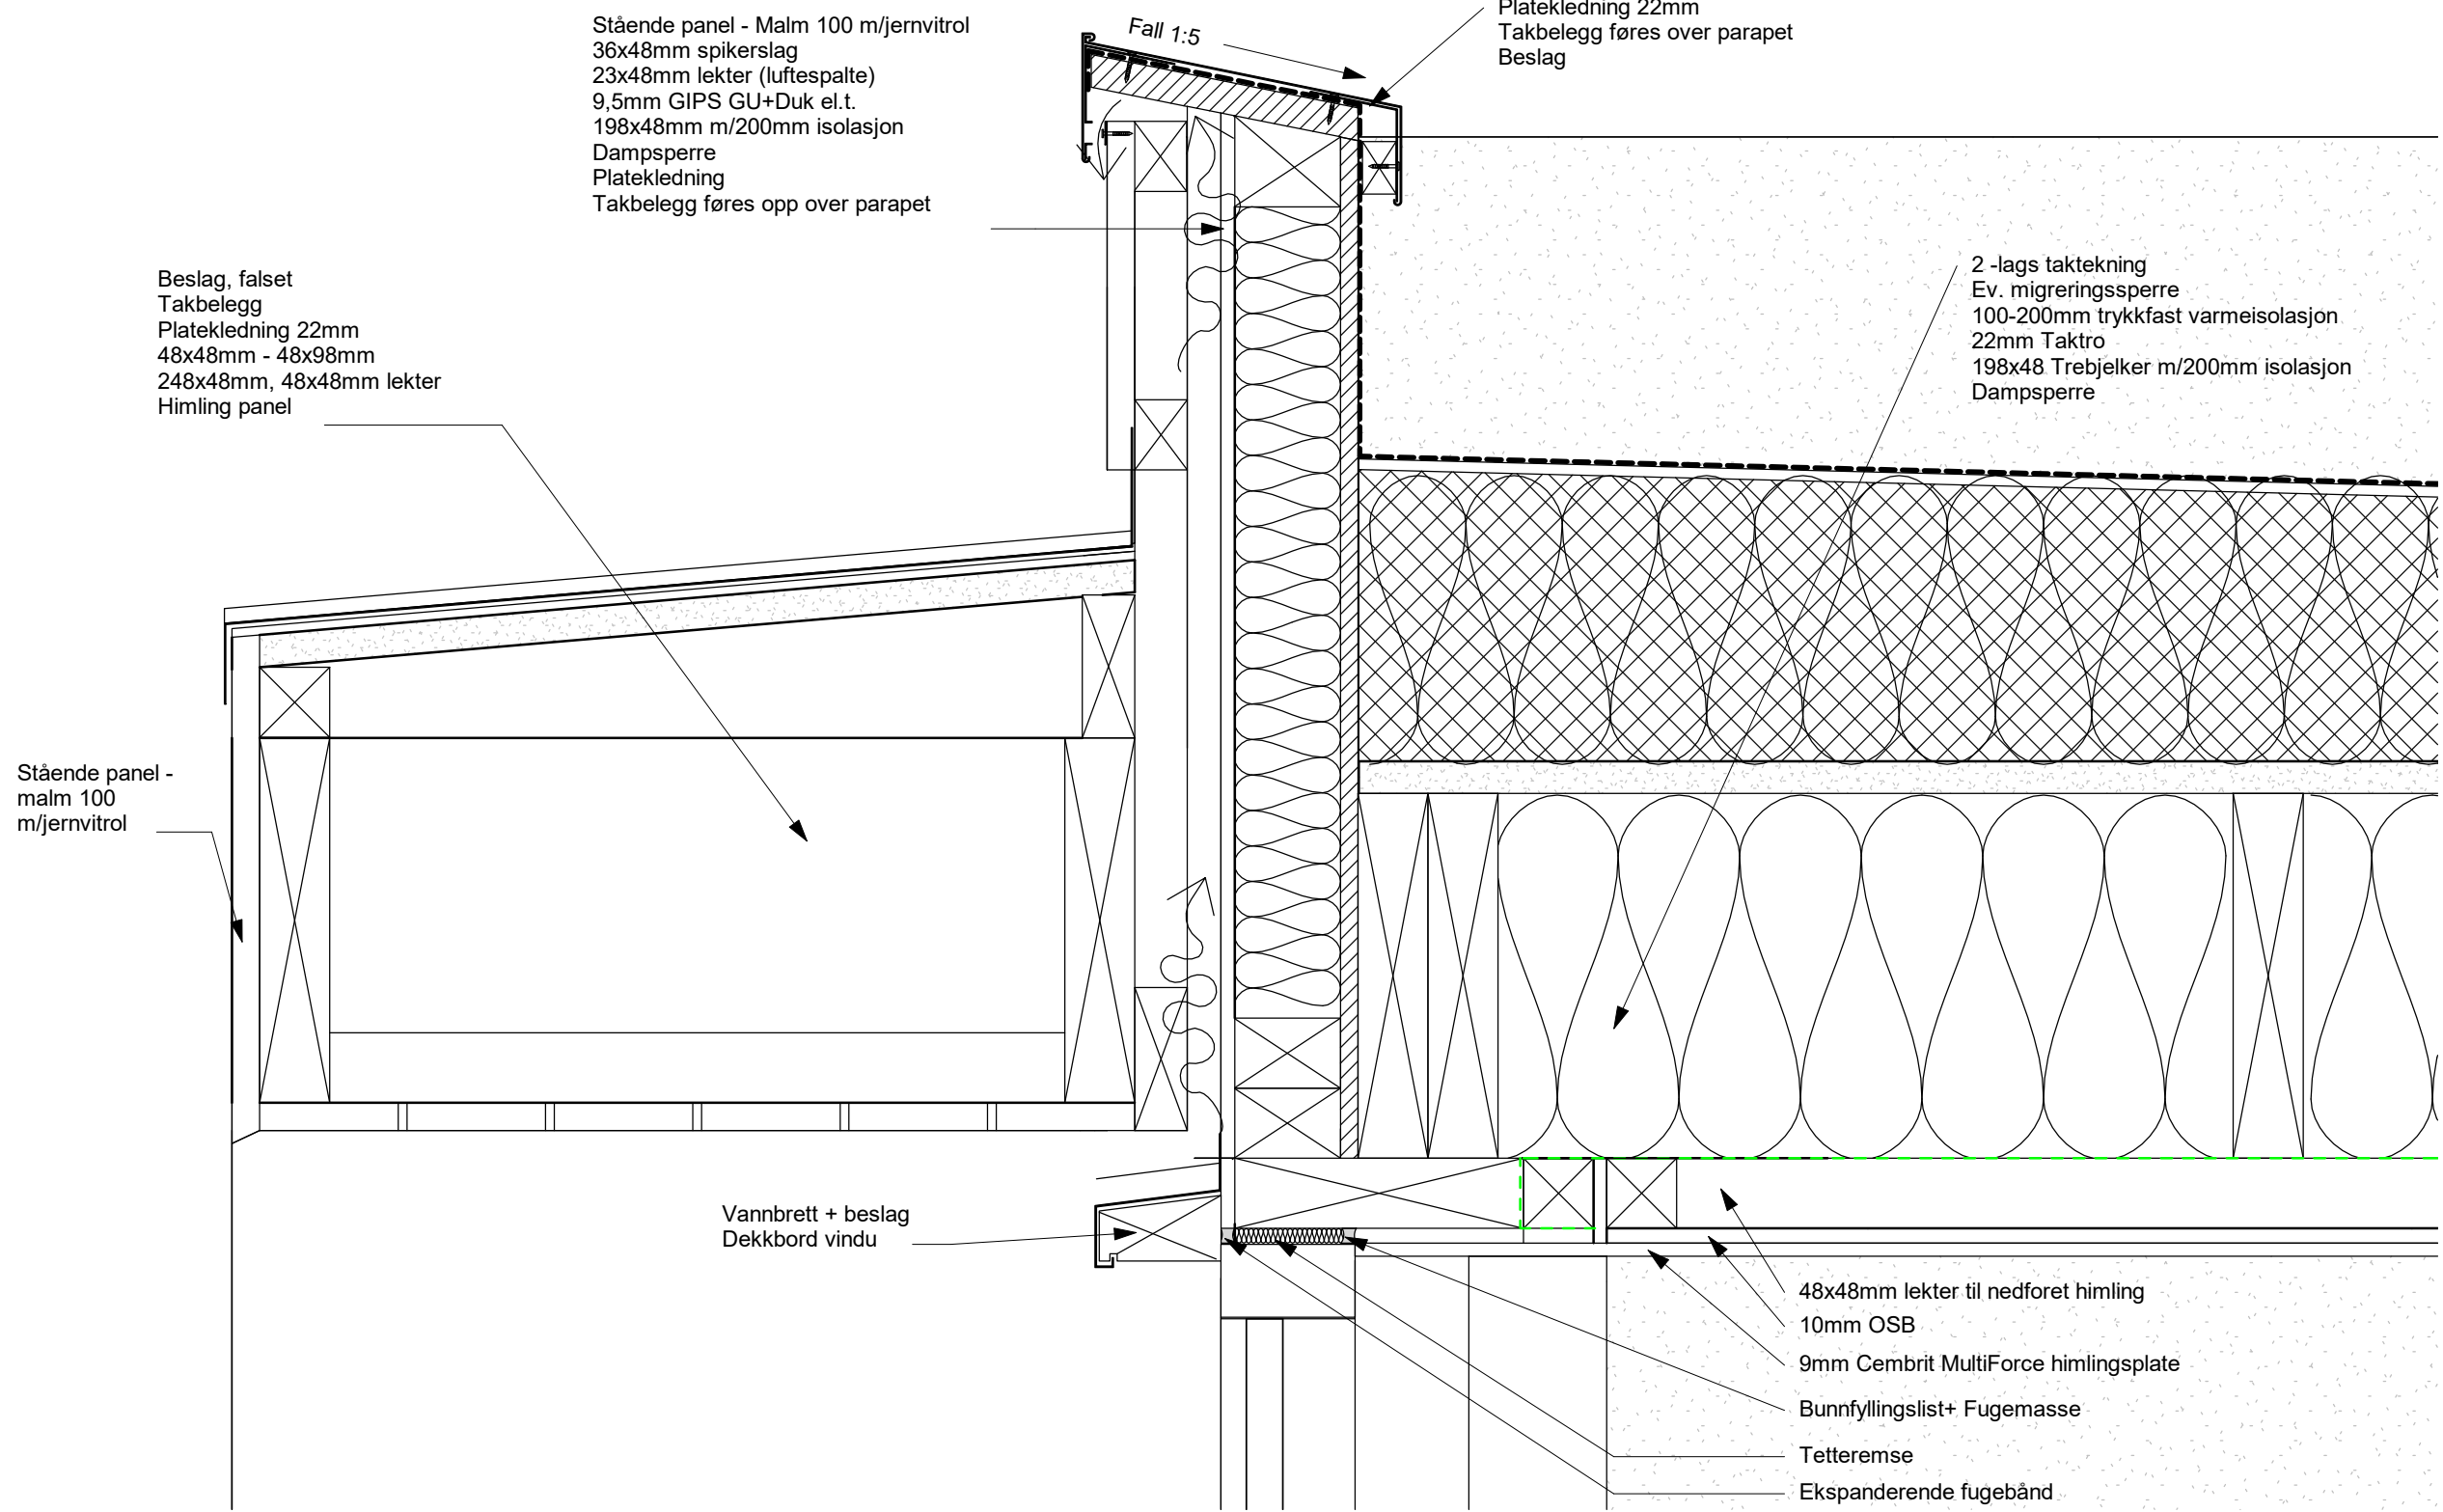 Stående panel - Malm 100 m/jernvitrol
36x48mm spikerslag
23x48mm lekter (luftespalte)
9,5mm GIPS GU+Duk el.t.
198x48mm m/200mm isolasjon
Dampsperre
Platekledning
Takbelegg føres opp over parapet
Fall 1:5
Platekledning 22mm
Takbelegg føres over parapet
Beslag
Beslag, falset
Takbelegg
Platekledning 22mm
48x48mm - 48x98mm
248x48mm, 48x48mm lekter
Himling panel
2 -lags taktekning
Ev. migreringssperre
100-200mm trykkfast varmeisolasjon
22mm Taktro
198x48 Trebjelker m/200mm isolasjon
Dampsperre
Stående panel -
malm 100
m/jernvitrol
Vannbrett + beslag
Dekkbord vindu
48x48mm lekter til nedforet himling
10mm OSB
9mm Cembrit MultiForce himlingsplate
Bunnfyllingslist+ Fugemasse
Tetteremse
Ekspanderende fugebånd